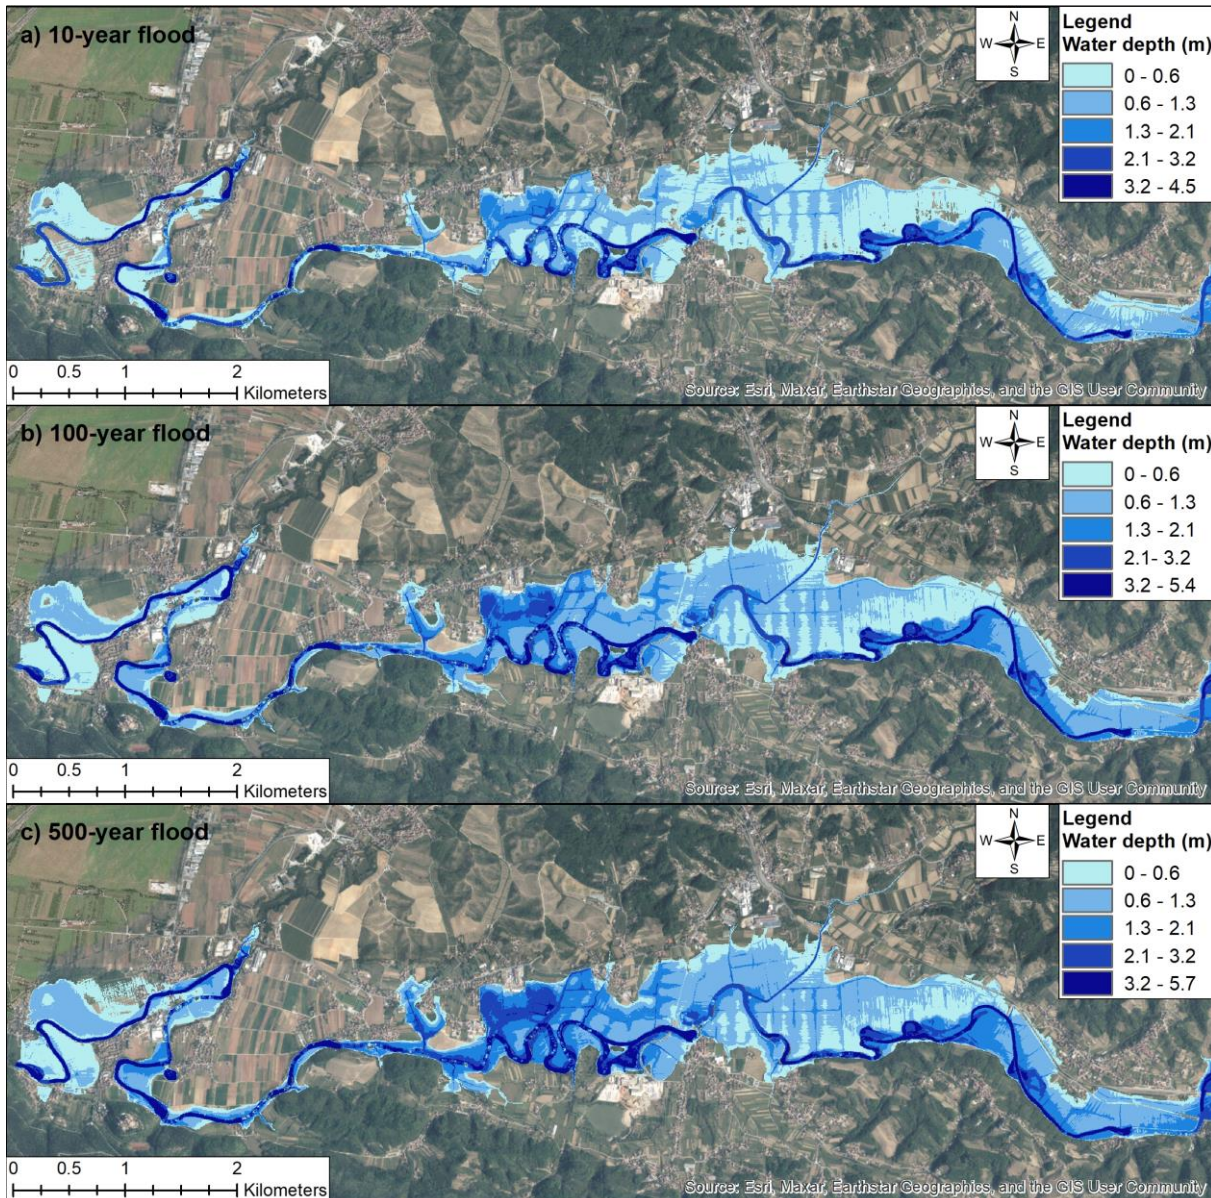 a) 10-year flood
N
W E
S
Legend
Water depth (m)
0 - 0.6
0.6 - 1.3
1.3 - 2.1
2.1 - 3.2
3.2 - 4.5
0 0.5 1 2
Kilometers
Source: Esri, Maxar, Earthstar Geographics, and the GIS User Community
b) 100-year flood
N
W E
S
Legend
Water depth (m)
0 - 0.6
0.6 - 1.3
1.3 - 2.1
2.1- 3.2
3.2 - 5.4
0 0.5 1 2
Kilometers
Source: Esri, Maxar, Earthstar Geographics, and the GIS User Community
c) 500-year flood
N
W E
S
Legend
Water depth (m)
0 - 0.6
0.6 - 1.3
1.3 - 2.1
2.1 - 3.2
3.2 - 5.7
0 0.5 1 2
Kilometers
Source: Esri, Maxar, Earthstar Geographics, and the GIS User Community